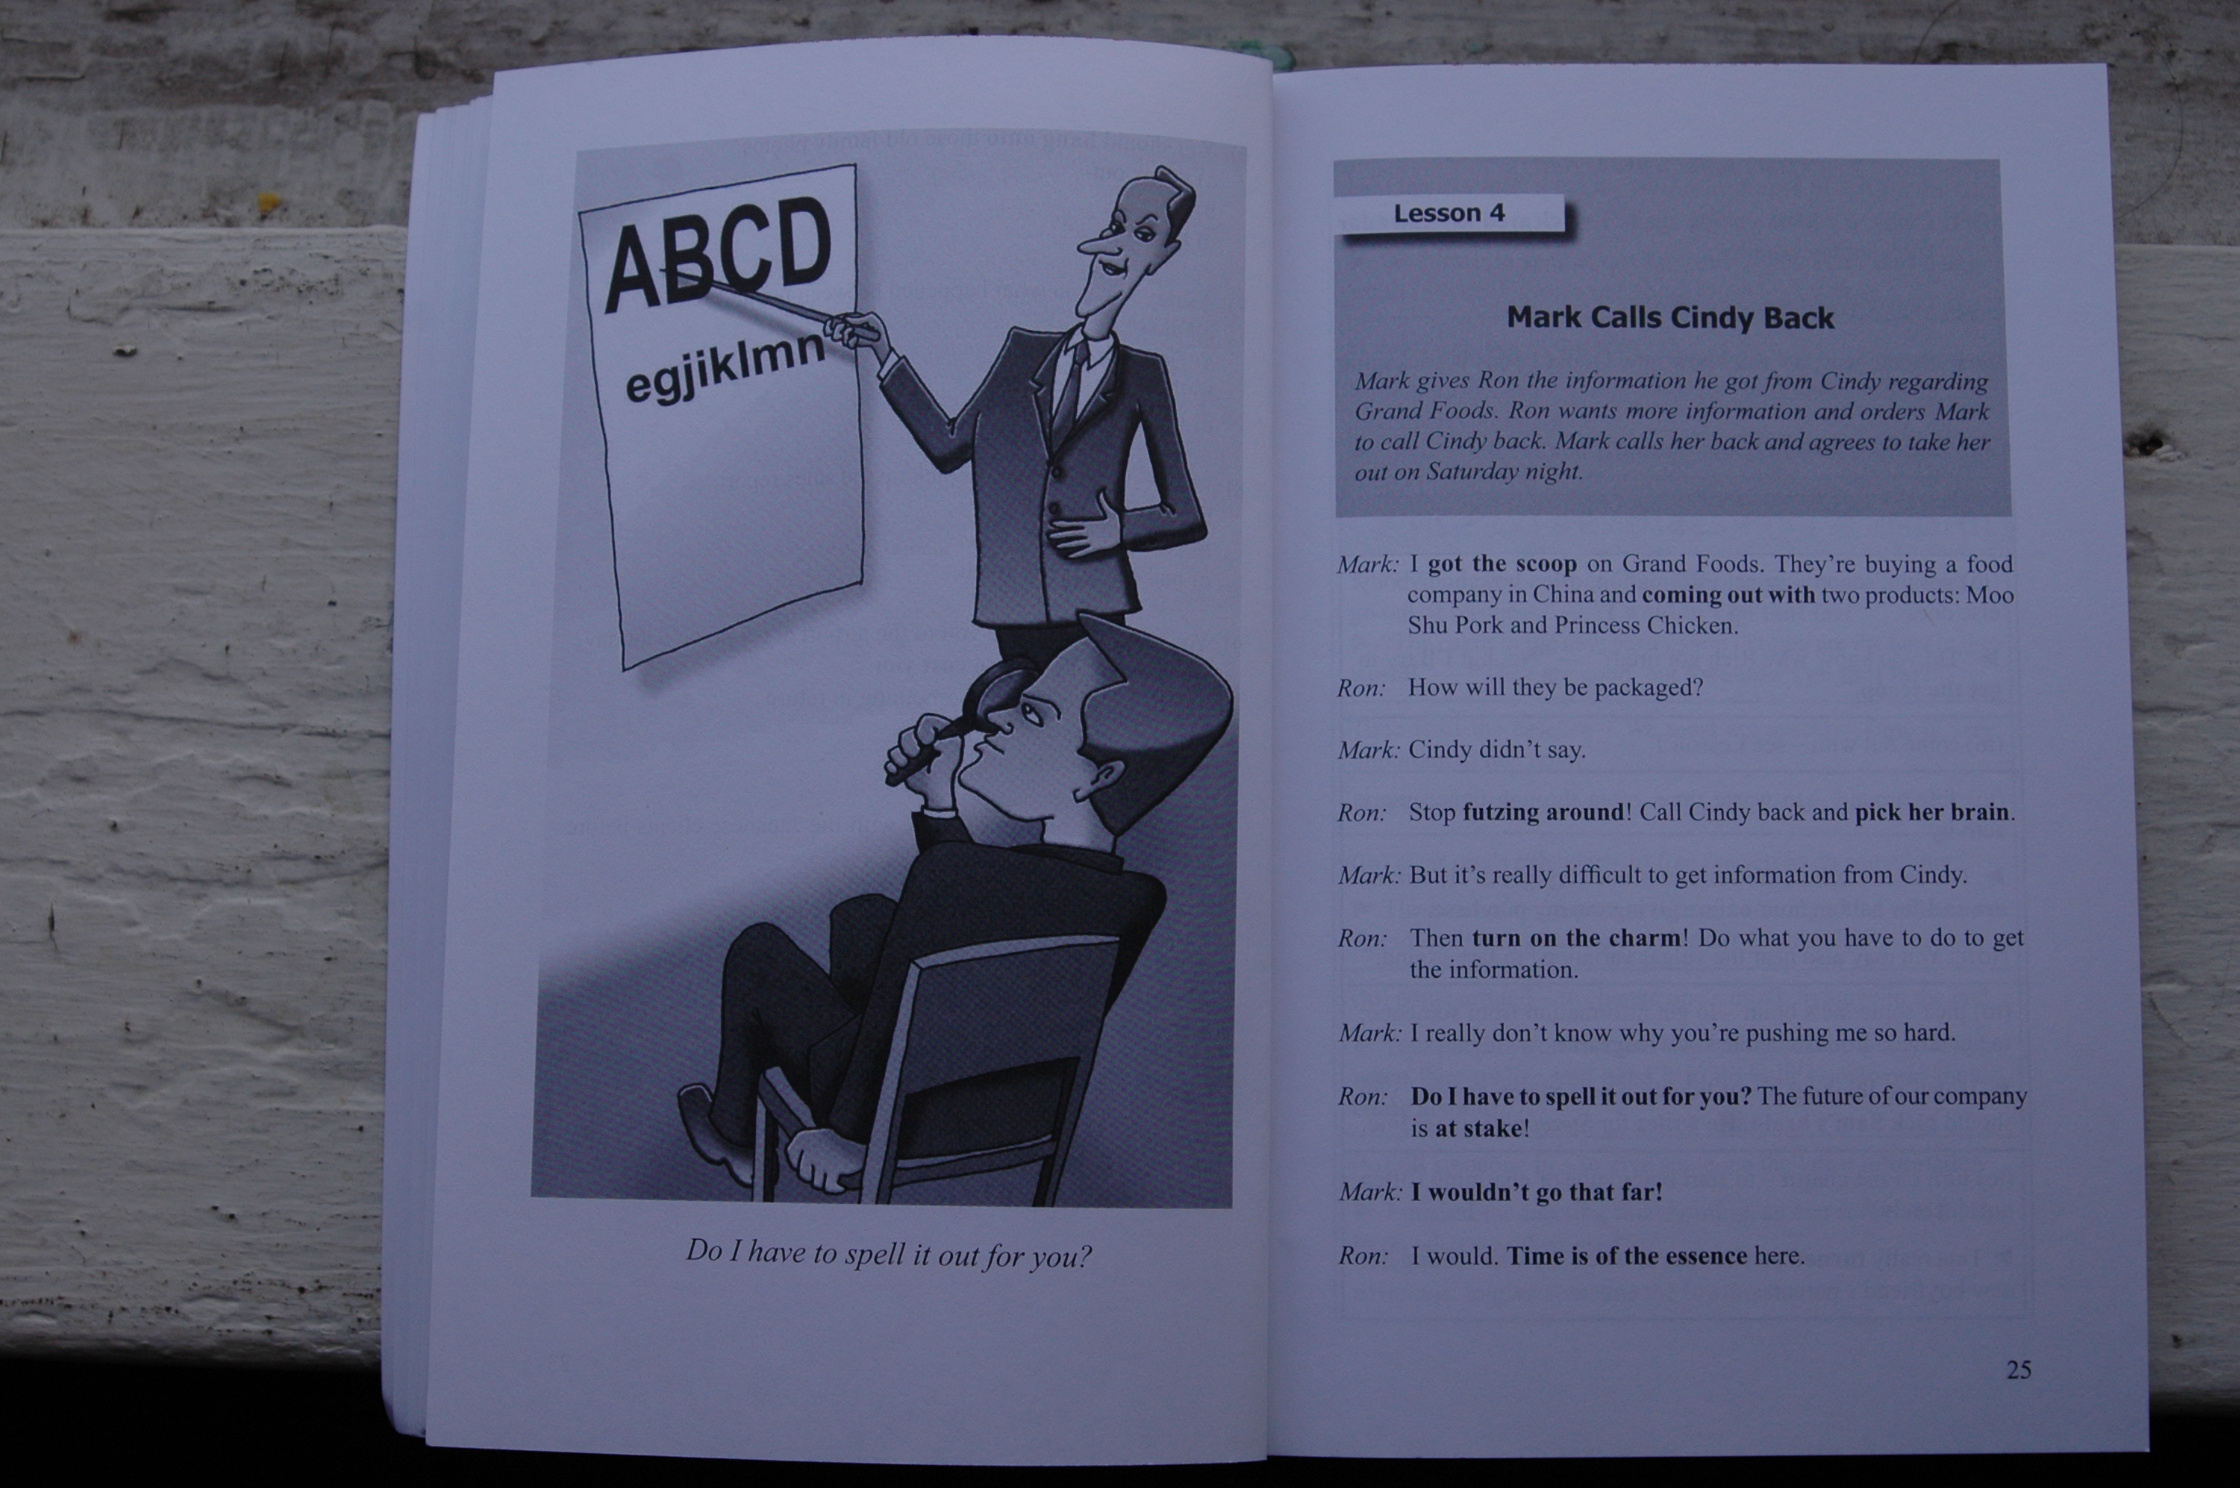 ABCD
egjiklmn
Do I have to spell it out for you?
Lesson 4
Mark Calls Cindy Back
Mark gives Ron the information he got from Cindy regarding
Grand Foods. Ron wants more information and orders Mark
to call Cindy back. Mark calls her back and agrees to take her
out on Saturday night.
Mark: I got the scoop on Grand Foods. They're buying a food
company in China and coming out with two products: Moo
Shu Pork and Princess Chicken.
Ron: How will they be packaged?
Mark: Cindy didn't say.
Ron: Stop futzing around! Call Cindy back and pick her brain.
Mark: But it's really difficult to get information from Cindy.
Ron: Then turn on the charm! Do what you have to do to get
the information.
Mark: I really don't know why you're pushing me so hard.
Ron: Do I have to spell it out for you? The future of our company
is at stake!
Mark: I wouldn't go that far!
Ron: I would. Time is of the essence here.
25